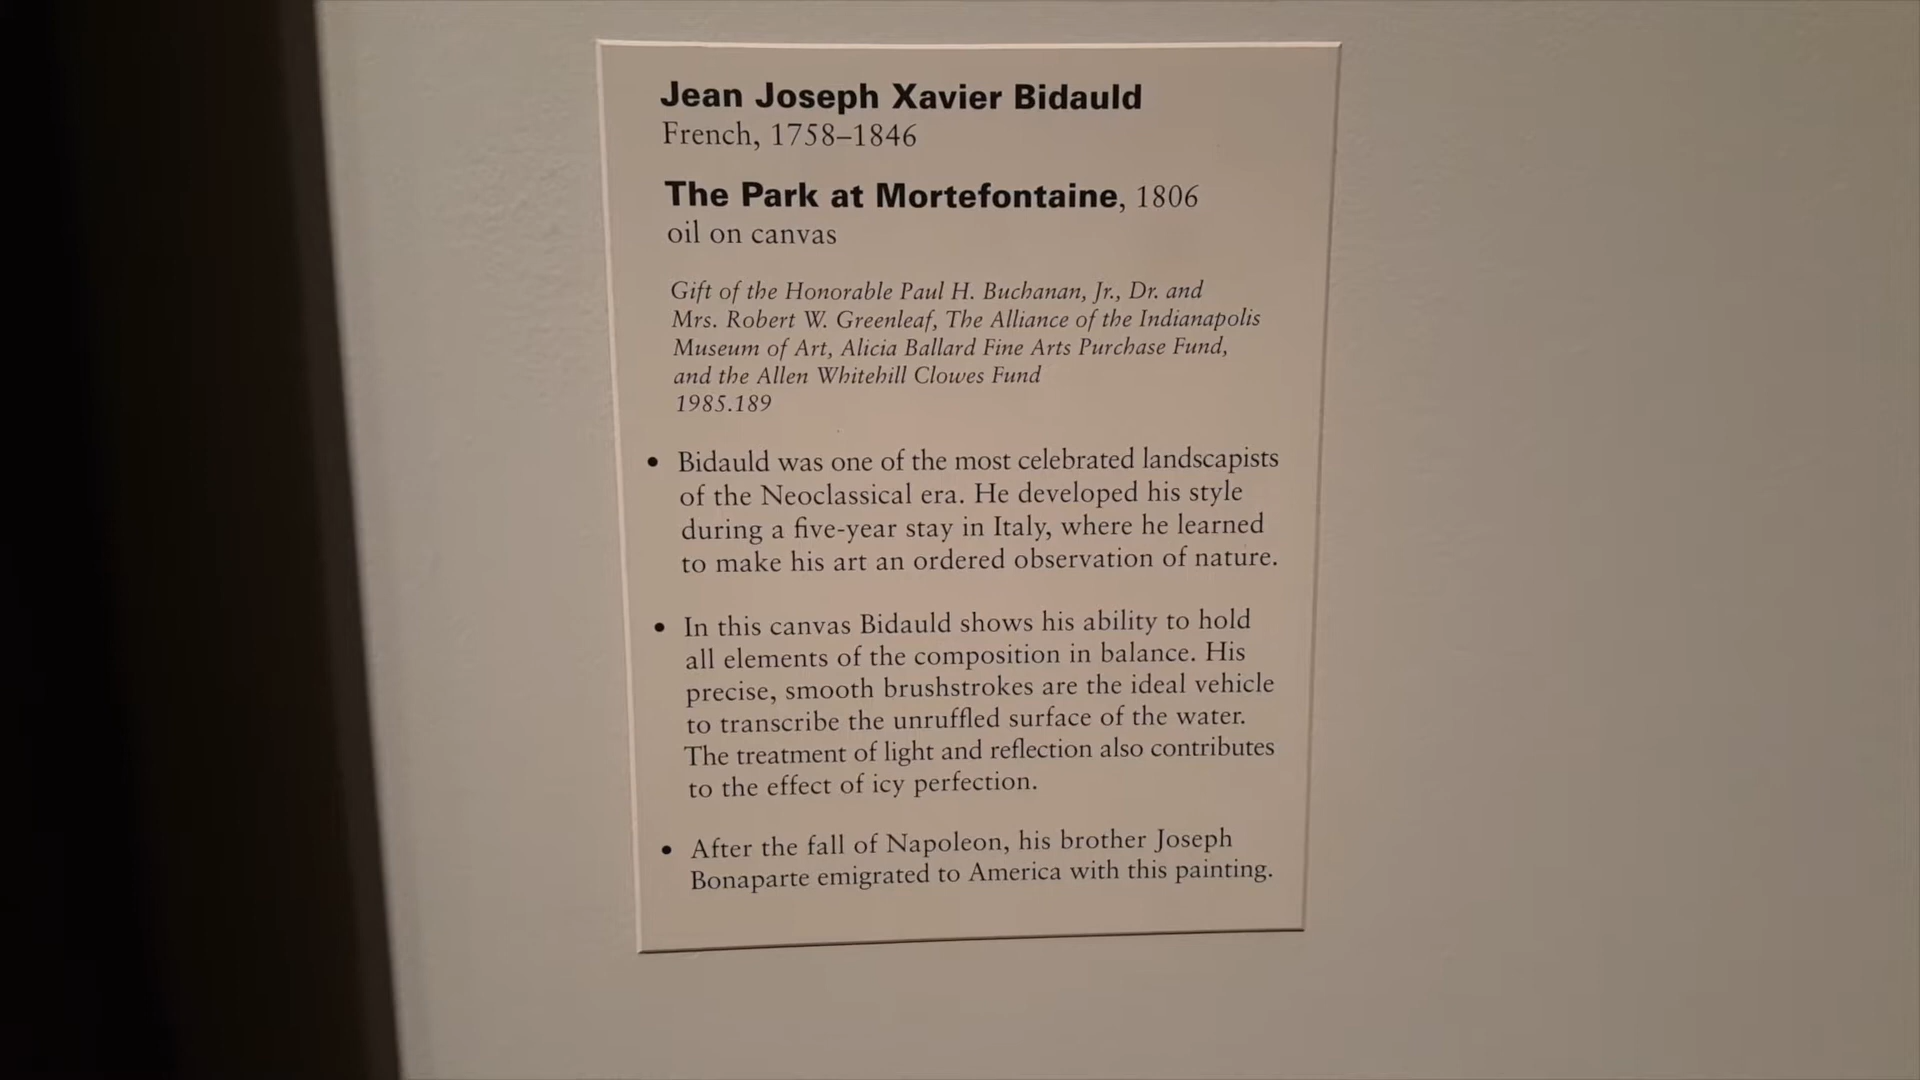 Jean Joseph Xavier Bidauld
French, 1758–1846
The Park at Mortefontaine, 1806
oil on canvas
Gift of the Honorable Paul H. Buchanan, Jr., Dr. and
Mrs. Robert W. Greenleaf, The Alliance of the Indianapolis
Museum of Art, Alicia Ballard Fine Arts Purchase Fund,
and the Allen Whitehill Clowes Fund
1985.189
• Bidauld was one of the most celebrated landscapists
of the Neoclassical era. He developed his style
during a five-year stay in Italy, where he learned
to make his art an ordered observation of nature.
• In this canvas Bidauld shows his ability to hold
all elements of the composition in balance. His
precise, smooth brushstrokes are the ideal vehicle
to transcribe the unruffled surface of the water.
The treatment of light and reflection also contributes
to the effect of icy perfection.
• After the fall of Napoleon, his brother Joseph
Bonaparte emigrated to America with this painting.